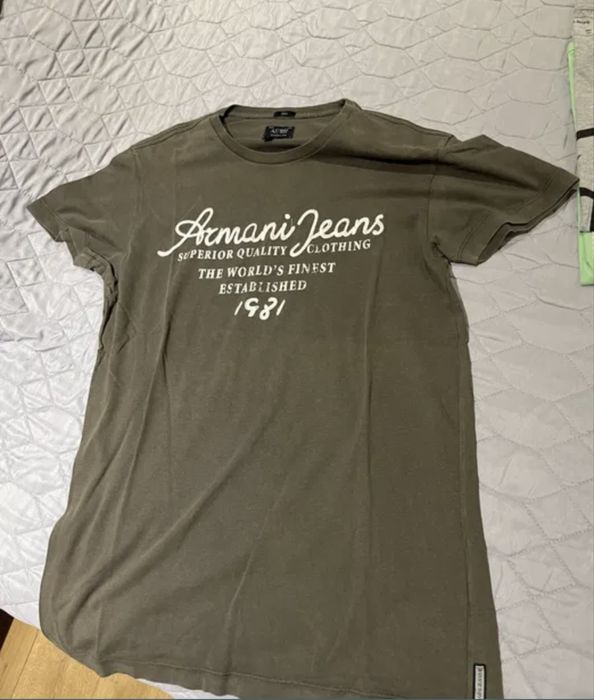 Armani Jeans
SUPERIOR QUALITY CLOTHING
THE WORLD'S FINEST
ESTABLISHED
1981